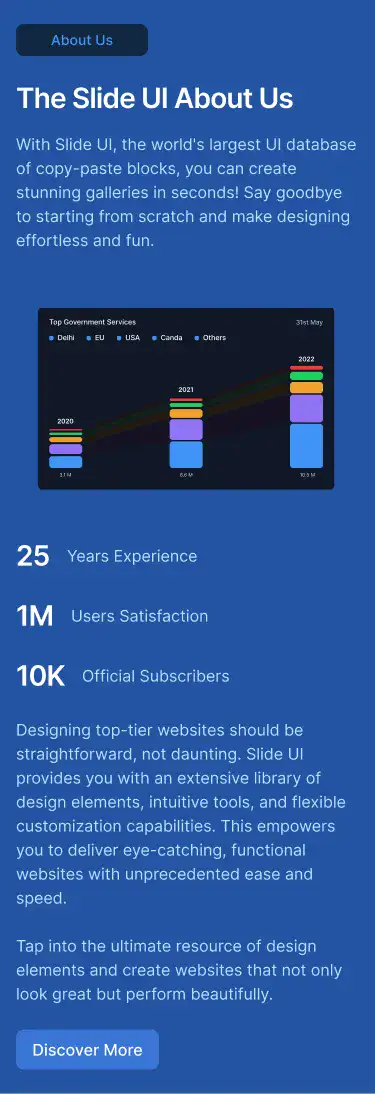 About Us
The Slide UI About Us
With Slide UI, the world's largest UI database
of copy-paste blocks, you can create
stunning galleries in seconds! Say goodbye
to starting from scratch and make designing
effortless and fun.
Top Government Services 31st May
Delhi EU USA Canda Others
2022
2021
2020
3.1 M 6.6 M 10.5 M
25 Years Experience
1M Users Satisfaction
10K Official Subscribers
Designing top-tier websites should be
straightforward, not daunting. Slide UI
provides you with an extensive library of
design elements, intuitive tools, and flexible
customization capabilities. This empowers
you to deliver eye-catching, functional
websites with unprecedented ease and
speed.
Tap into the ultimate resource of design
elements and create websites that not only
look great but perform beautifully.
Discover More